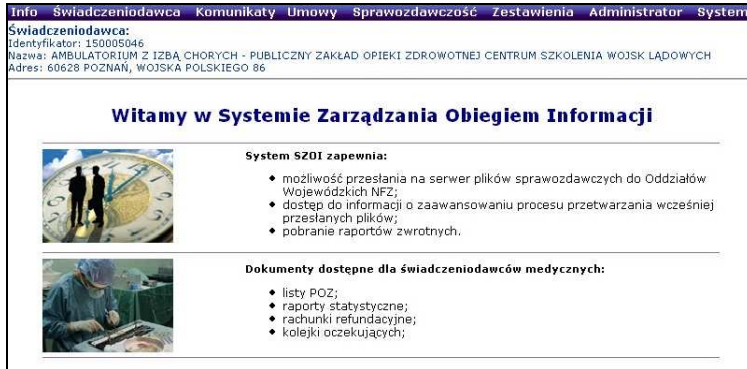 Info Świadczeniodawca Komunikaty Umowy Sprawozdawczość Zestawienia Administrator System
Świadczeniodawca:
Identyfikator: 150005046
Nazwa: AMBULATORIUM Z IZBĄ CHORYCH - PUBLICZNY ZAKŁAD OPIEKI ZDROWOTNEJ CENTRUM SZKOLENIA WOJSK LĄDOWYCH
Adres: 60628 POZNAŃ, WOJSKA POLSKIEGO 86
Witamy w Systemie Zarządzania Obiegiem Informacji
System SZOI zapewnia:
możliwość przesłania na serwer plików sprawozdawczych do Oddziałów
Wojewódzkich NFZ;
dostęp do informacji o zaawansowaniu procesu przetwarzania wcześniej
przesłanych plików;
pobranie raportów zwrotnych.
Dokumenty dostępne dla świadczeniodawców medycznych:
listy POZ;
raporty statystyczne;
rachunki refundacyjne;
kolejki oczekujących;